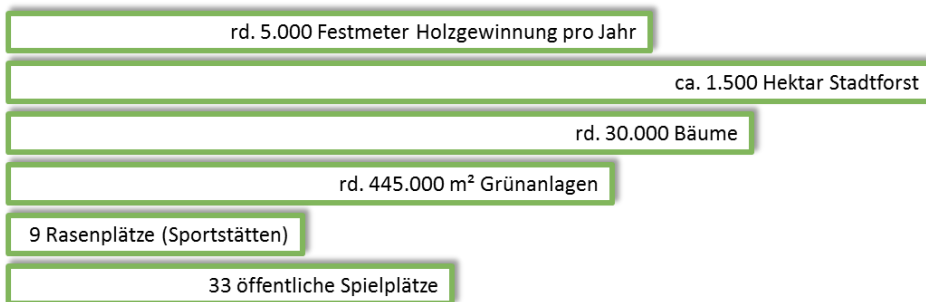 rd. 5.000 Festmeter Holzgewinnung pro Jahr
ca. 1.500 Hektar Stadtforst
rd. 30.000 Bäume
rd. 445.000 m² Grünanlagen
9 Rasenplätze (Sportstätten)
33 öffentliche Spielplätze